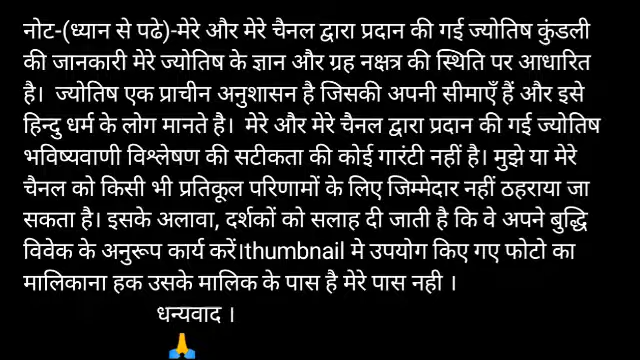 नोट-(ध्यान से पढे)-मेरे और मेरे चैनल द्वारा प्रदान की गई ज्योतिष कुंडली
की जानकारी मेरे ज्योतिष के ज्ञान और ग्रह नक्षत्र की स्थिति पर आधारित
है। ज्योतिष एक प्राचीन अनुशासन है जिसकी अपनी सीमाएँ हैं और इसे
हिन्दु धर्म के लोग मानते है। मेरे और मेरे चैनल द्वारा प्रदान की गई ज्योतिष
भविष्यवाणी विश्लेषण की सटीकता की कोई गारंटी नहीं है। मुझे या मेरे
चैनल को किसी भी प्रतिकूल परिणामों के लिए जिम्मेदार नहीं ठहराया जा
सकता है। इसके अलावा, दर्शकों को सलाह दी जाती है कि वे अपने बुद्धि
विवेक के अनुरूप कार्य करें।thumbnail मे उपयोग किए गए फोटो का
मालिकाना हक उसके मालिक के पास है मेरे पास नही ।
धन्यवाद ।
🙏